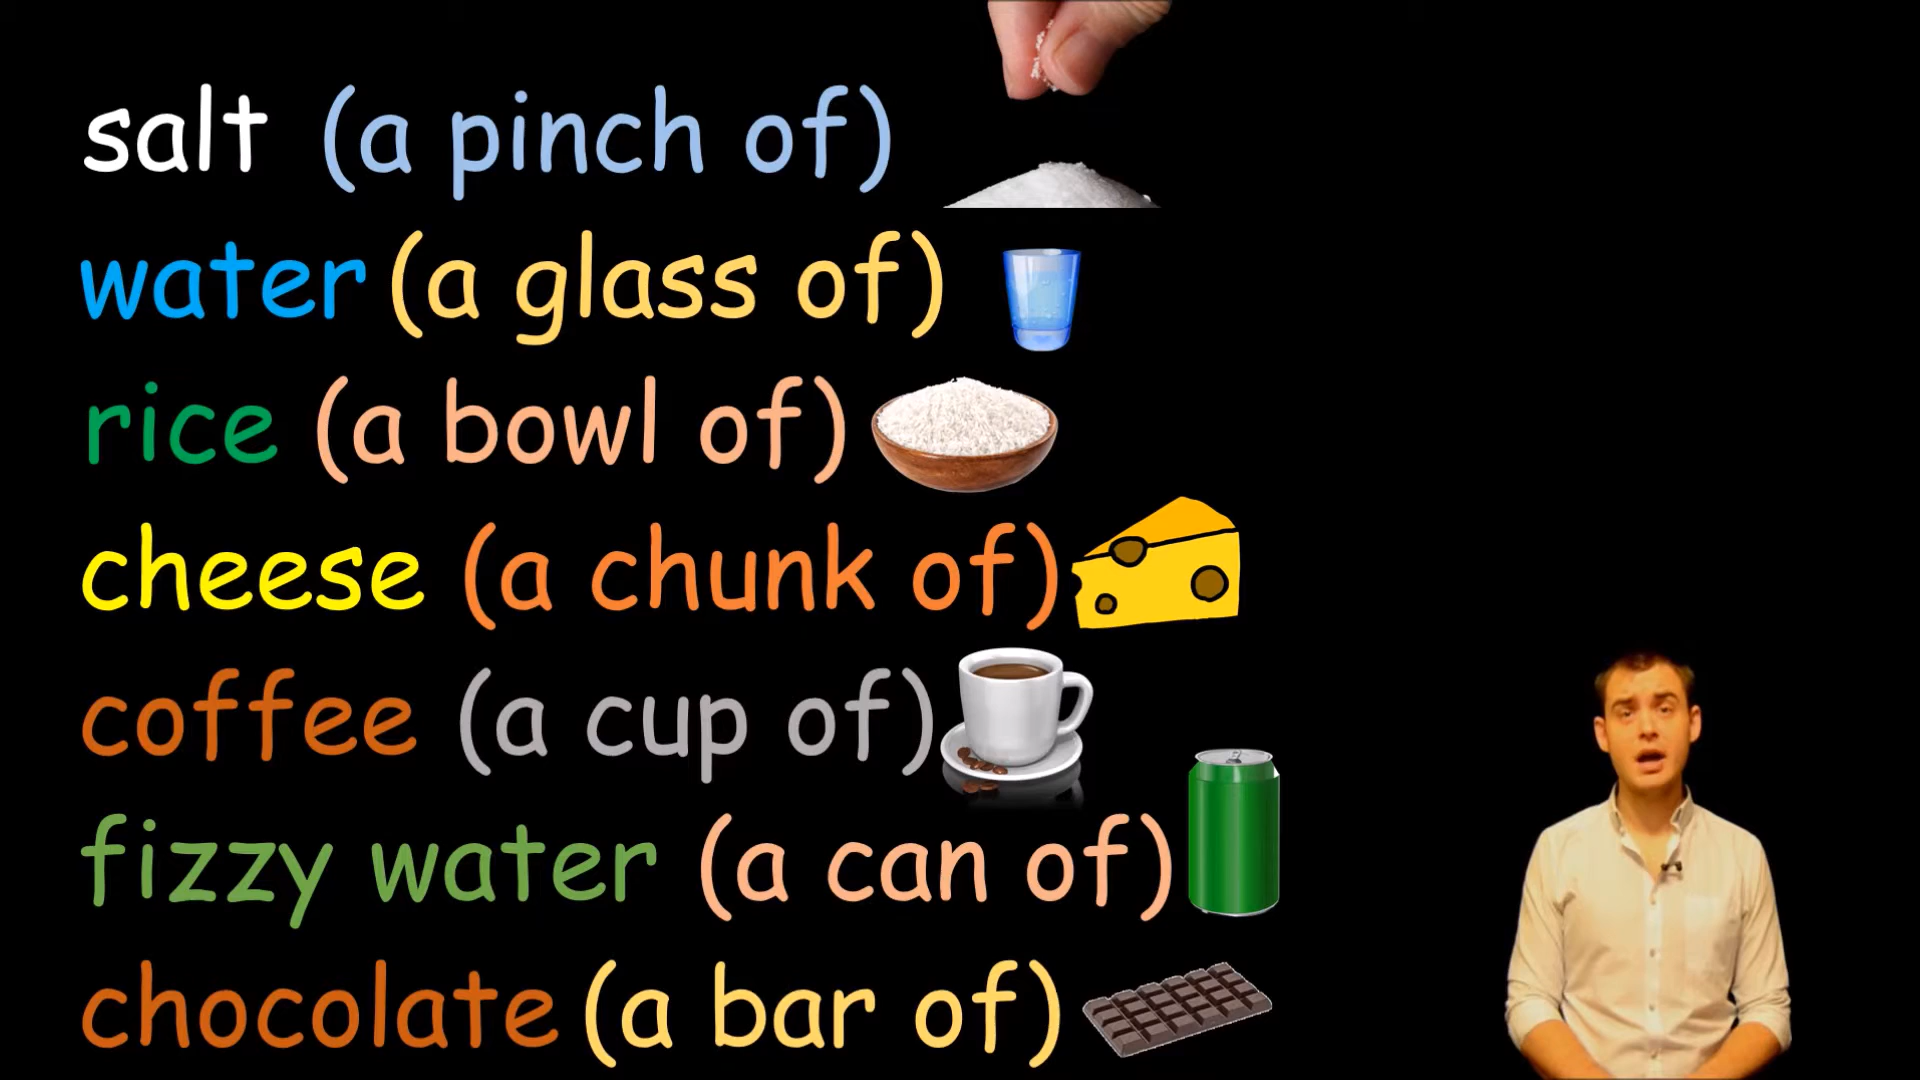 salt (a pinch of)
water (a glass of)
rice (a bowl of)
cheese (a chunk of)
coffee (a cup of)
fizzy water (a can of)
chocolate (a bar of)